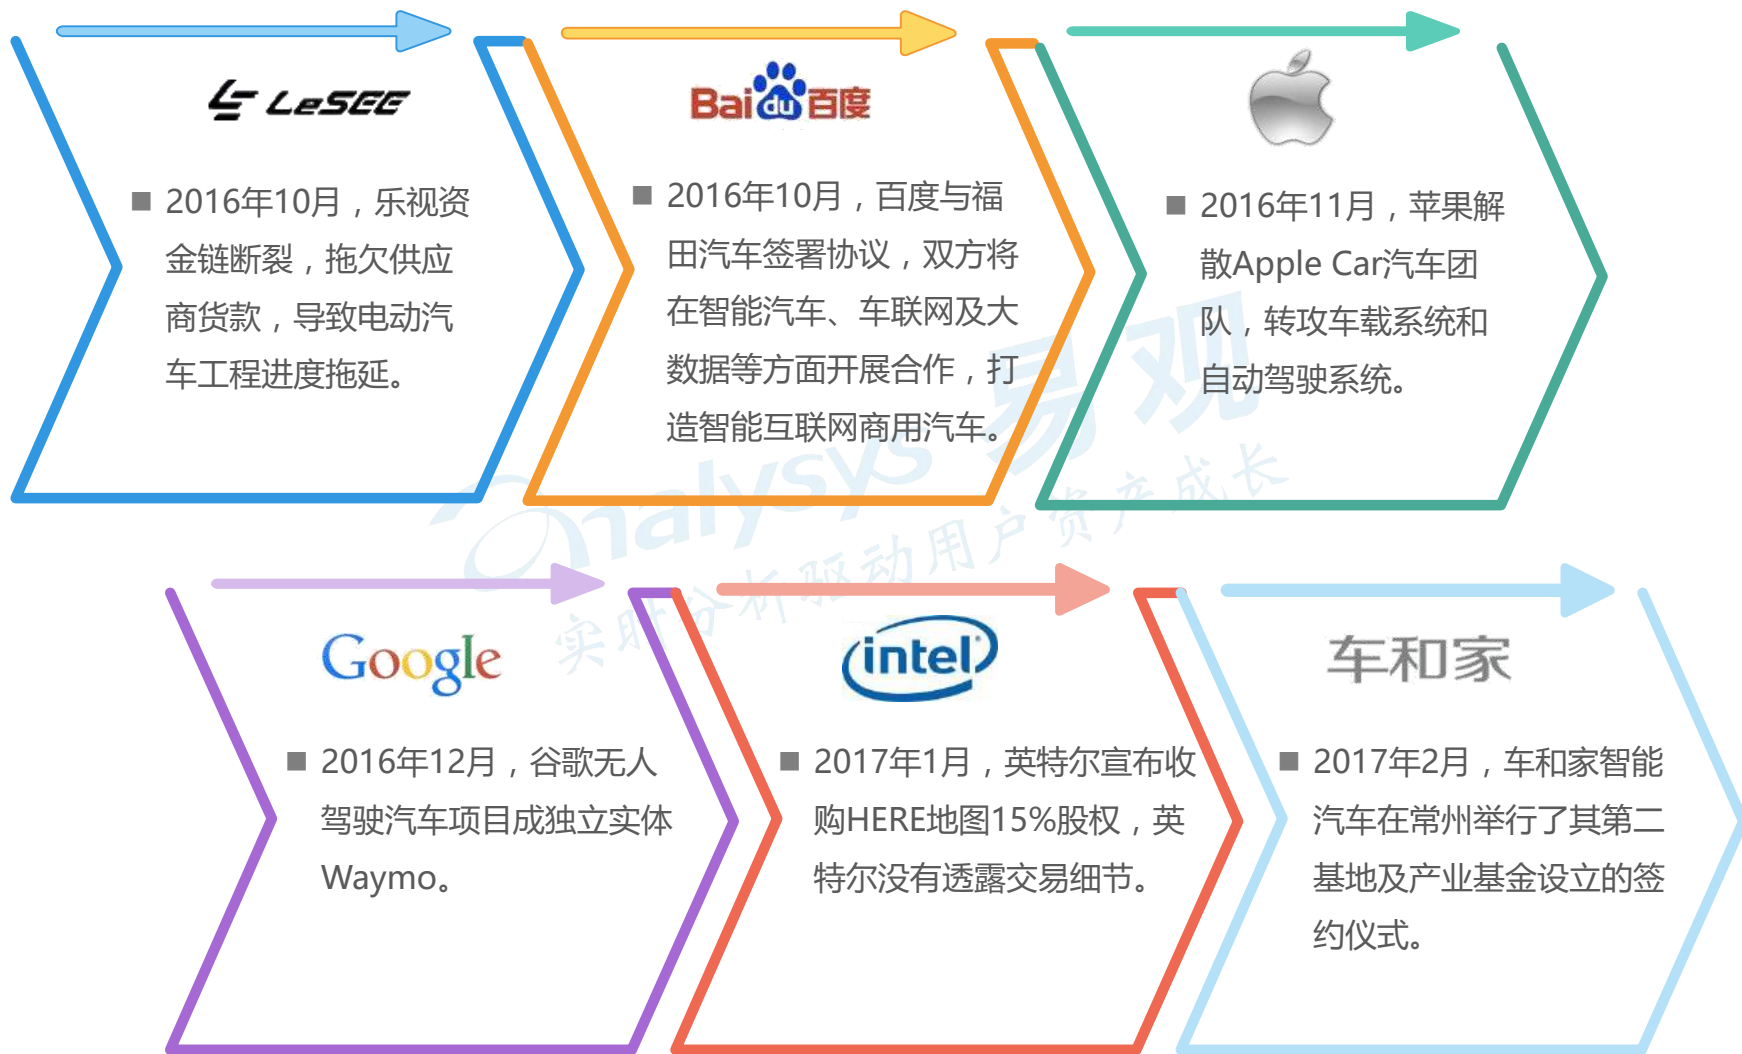 LeSEE
■ 2016年10月，乐视资
金链断裂，拖欠供应
商货款，导致电动汽
车工程进度拖延。
Bai du 百度
■ 2016年10月，百度与福
田汽车签署协议，双方将
在智能汽车、车联网及大
数据等方面开展合作，打
造智能互联网商用汽车。
■ 2016年11月，苹果解
散Apple Car汽车团
队，转攻车载系统和
自动驾驶系统。
analysys 易观
实时分析驱动用户资产成长
Google
■ 2016年12月，谷歌无人
驾驶汽车项目成独立实体
Waymo。
intel
■ 2017年1月，英特尔宣布收
购HERE地图15%股权，英
特尔没有透露交易细节。
车和家
■ 2017年2月，车和家智能
汽车在常州举行了其第二
基地及产业基金设立的签
约仪式。